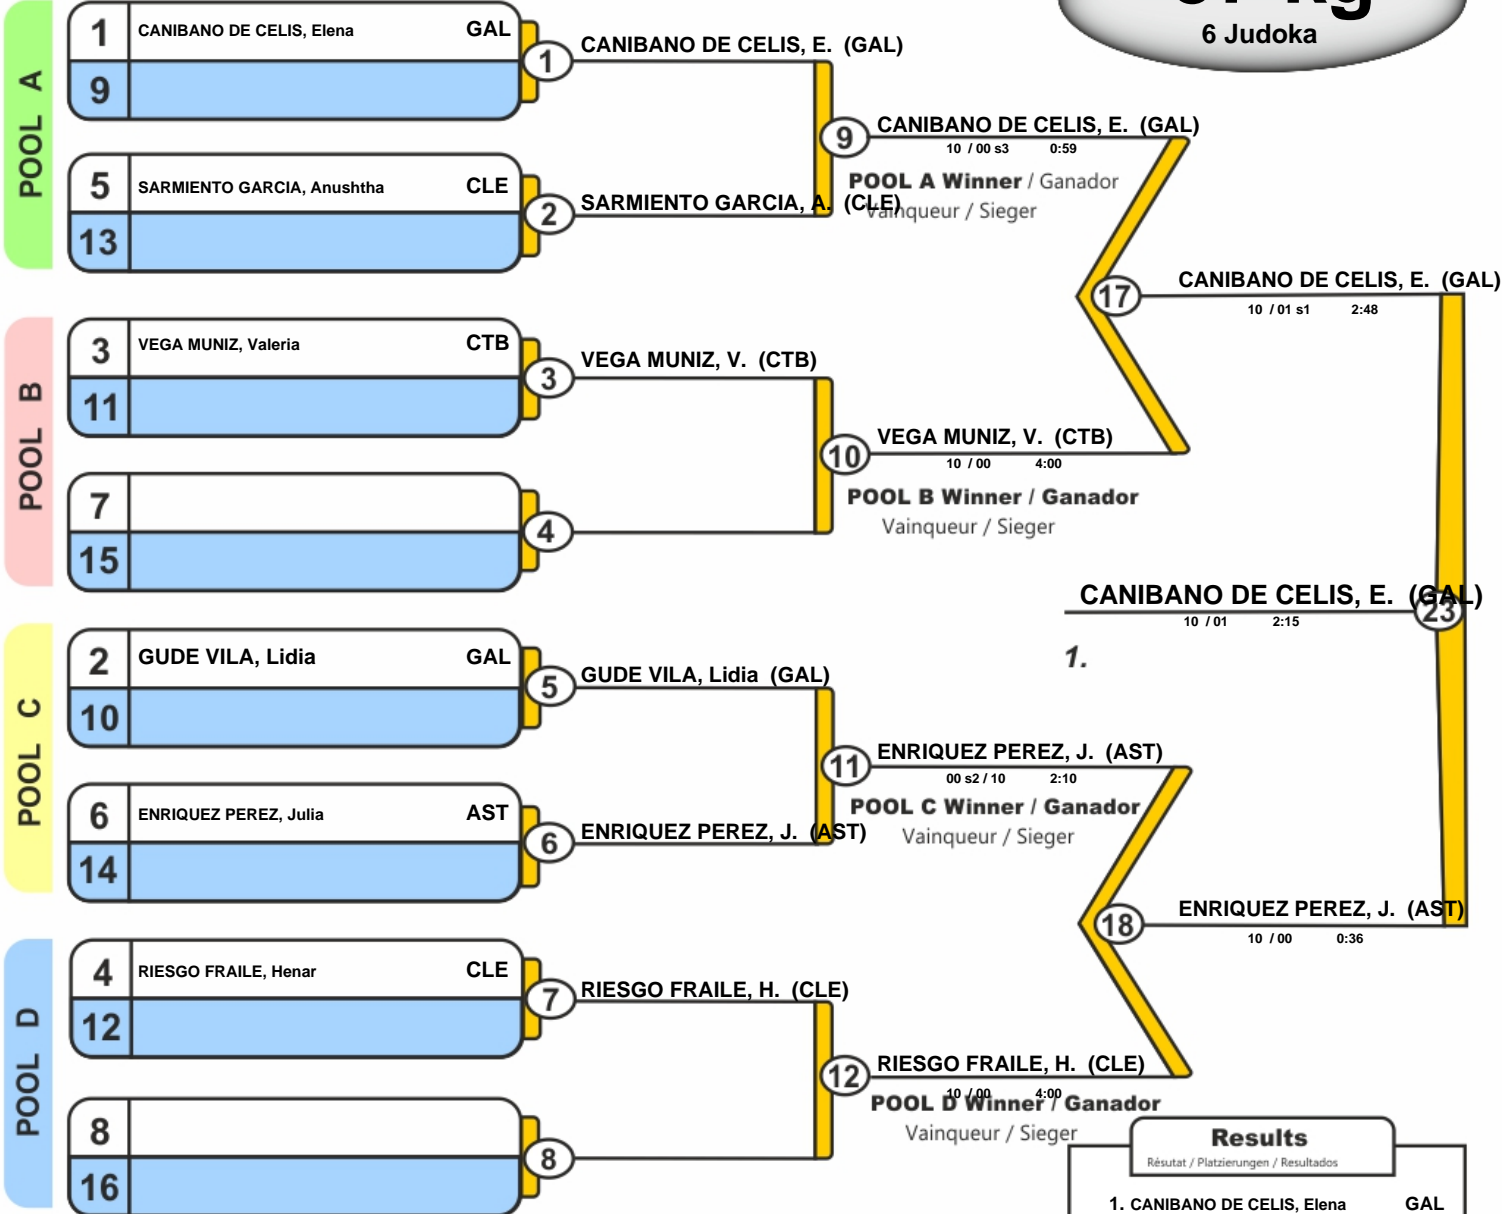 6 Judoka
POOL A
1 CANIBANO DE CELIS, Elena GAL
9
1
CANIBANO DE CELIS, E. (GAL)
5 SARMIENTO GARCIA, Anushtha CLE
13
2
SARMIENTO GARCIA, A. (CLE)
9
CANIBANO DE CELIS, E. (GAL)
10 / 00 s3 0:59
POOL A Winner / Ganador
Vainqueur / Sieger
POOL B
3 VEGA MUNIZ, Valeria CTB
11
3
VEGA MUNIZ, V. (CTB)
7
15
4
10
VEGA MUNIZ, V. (CTB)
10 / 00 4:00
POOL B Winner / Ganador
Vainqueur / Sieger
17
CANIBANO DE CELIS, E. (GAL)
10 / 01 s1 2:48
CANIBANO DE CELIS, E. (GAL)
23
10 / 01 2:15
1.
POOL C
2 GUDE VILA, Lidia GAL
10
5
GUDE VILA, Lidia (GAL)
6 ENRIQUEZ PEREZ, Julia AST
14
6
ENRIQUEZ PEREZ, J. (AST)
11
ENRIQUEZ PEREZ, J. (AST)
00 s2 / 10 2:10
POOL C Winner / Ganador
Vainqueur / Sieger
18
ENRIQUEZ PEREZ, J. (AST)
10 / 00 0:36
POOL D
4 RIESGO FRAILE, Henar CLE
12
7
RIESGO FRAILE, H. (CLE)
8
16
8
12
RIESGO FRAILE, H. (CLE)
10 / 00 4:00
POOL D Winner / Ganador
Vainqueur / Sieger
Results
Résutat / Platzierungen / Resultados
1. CANIBANO DE CELIS, Elena GAL